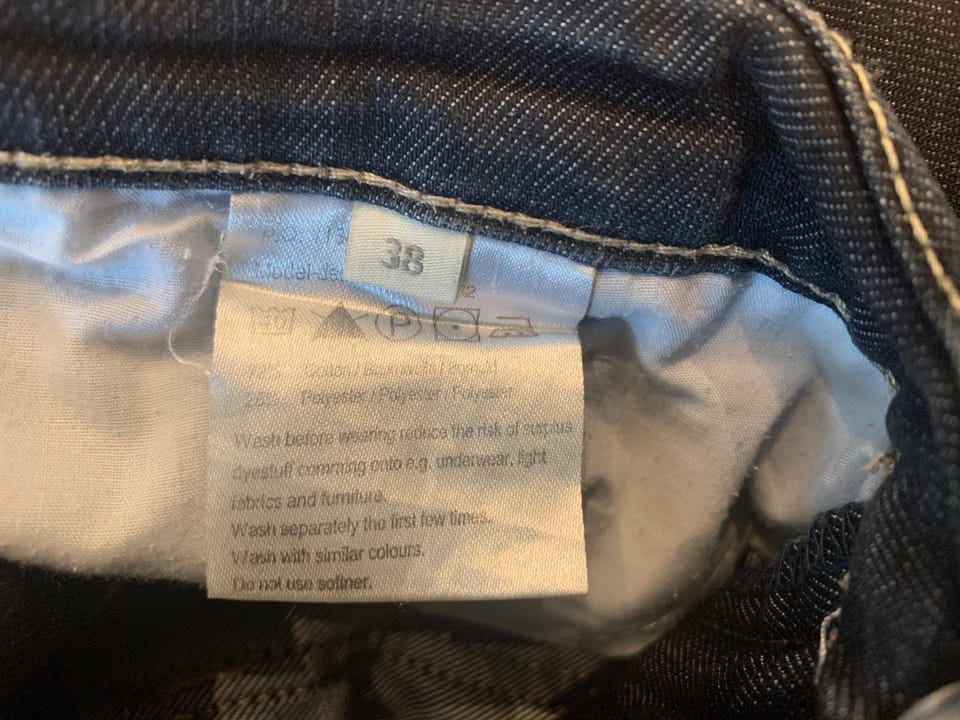 38
Polyester / Polyester / Polyester
Wash before wearing reduce the risk of surplus
dyestuff comming onto e.g. underwear, light
fabrics and furniture.
Wash separately the first few times.
Wash with similar colours.
Do not use softner.